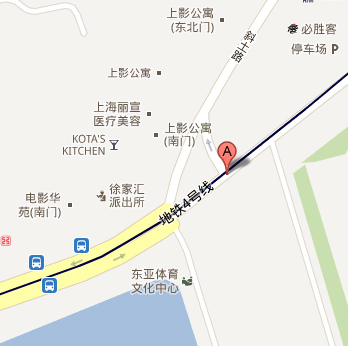 上影公寓
(东北门)
斜土路
必胜客
停车场 P
上影公寓
上海丽宣
医疗美容
上影公寓
(南门)
KOTA'S
KITCHEN
A
徐家汇
派出所
地铁4号线
电影华
苑(南门)
东亚体育
文化中心